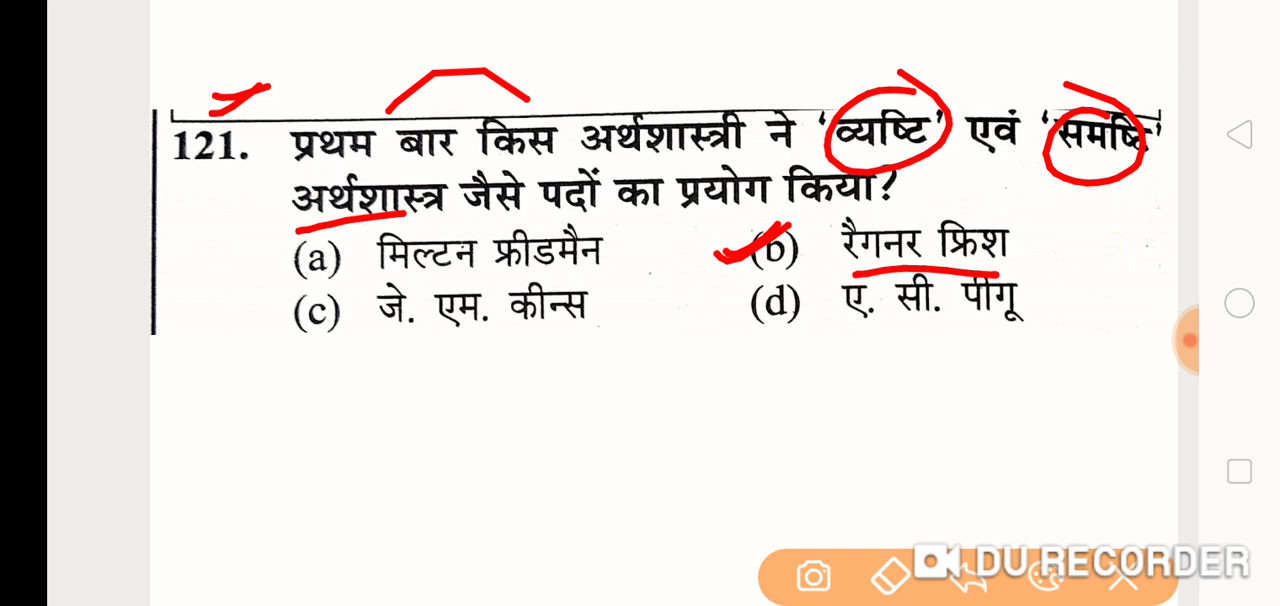 121. प्रथम बार किस अर्थशास्त्री ने 'व्यष्टि' एवं 'समष्टि'
अर्थशास्त्र जैसे पदों का प्रयोग किया?
(a) मिल्टन फ्रीडमैन (b) रैगनर फ्रिश
(c) जे. एम. कीन्स (d) ए. सी. पीगू
DU RECORDER